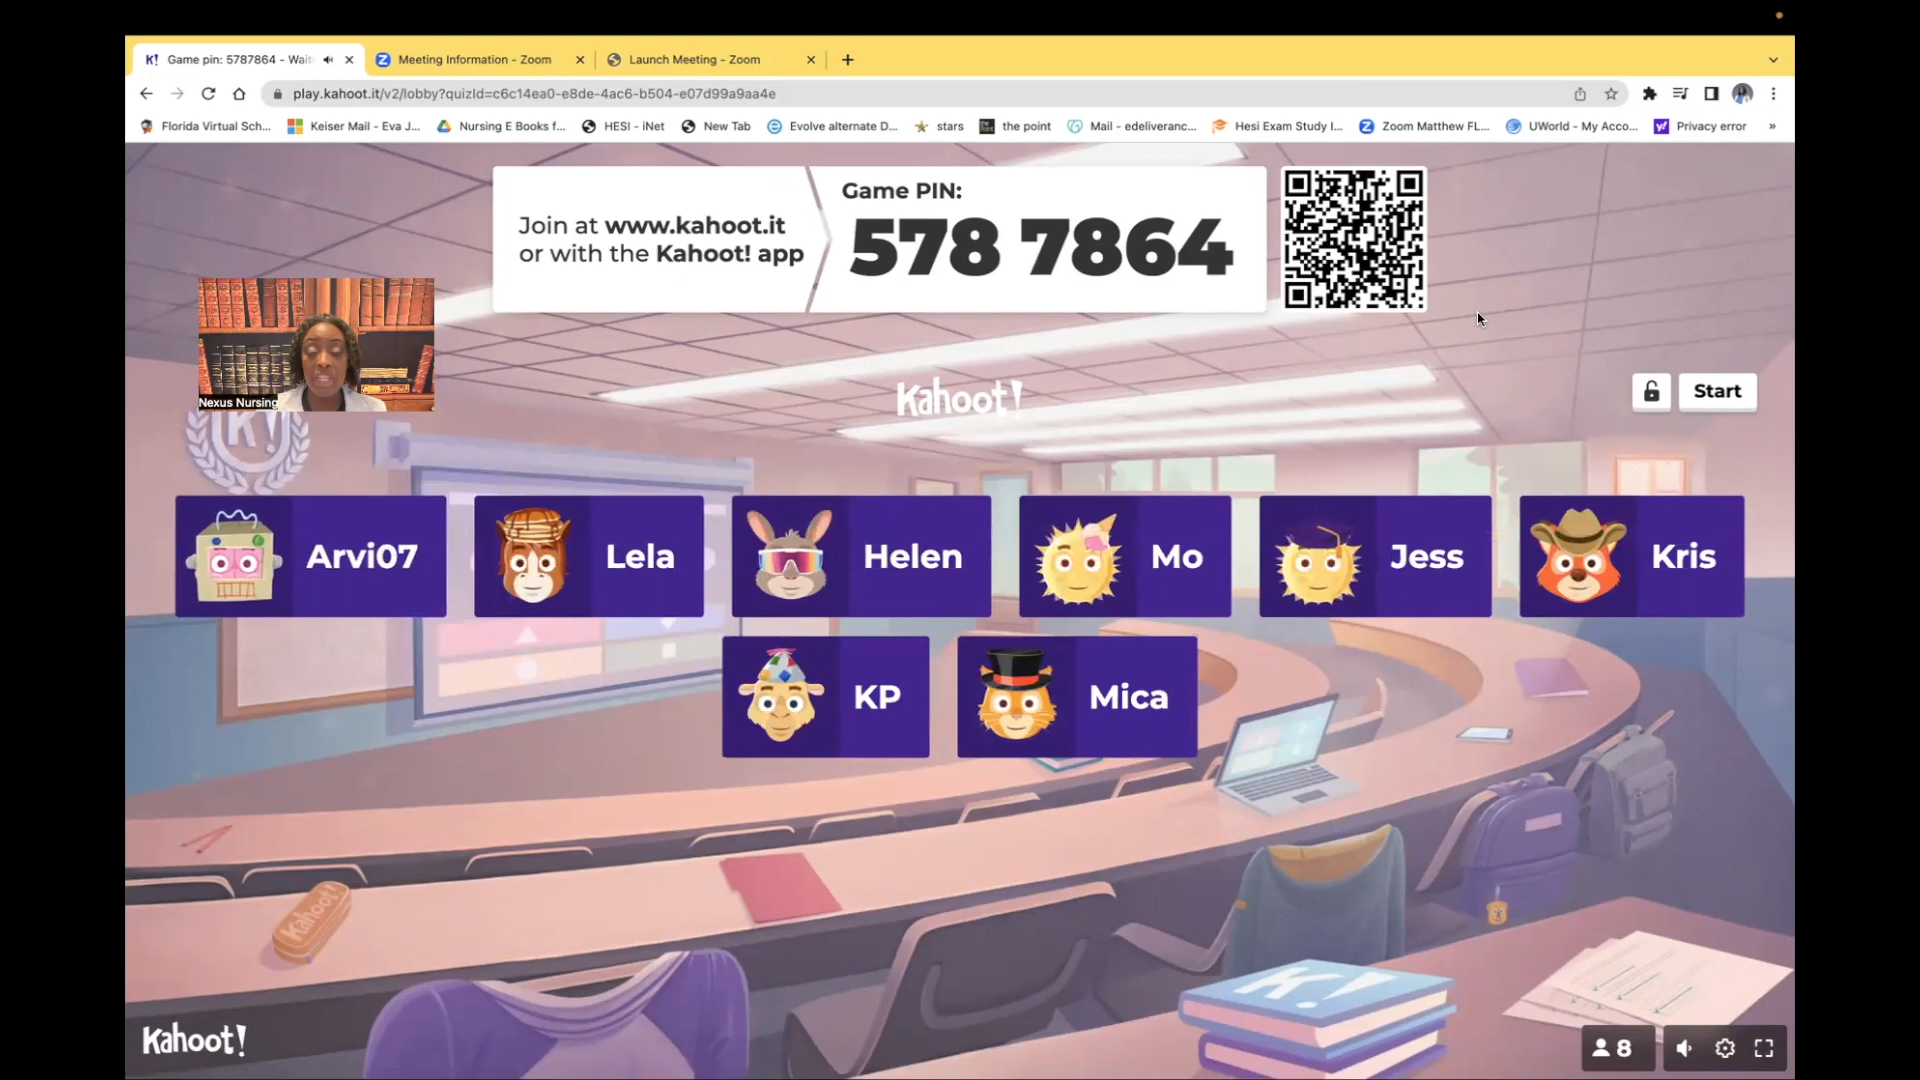 K! Game pin: 5787864 - Wait
Meeting Information - Zoom
Launch Meeting - Zoom
play.kahoot.it/v2/lobby?quizId=c6c14ea0-e8de-4ac6-b504-e07d99a9aa4e
Florida Virtual Sch...
Keiser Mail - Eva J...
Nursing E Books f...
HESI - iNet
New Tab
Evolve alternate D...
stars
the point
Mail - edeliveranc...
Hesi Exam Study I...
Zoom Matthew FL...
UWorld - My Acco...
Privacy error
»
Join at www.kahoot.it
or with the Kahoot! app
Game PIN:
578 7864
Nexus Nursing
K!
Kahoot!
Start
Arvi07
Lela
Helen
Mo
Jess
Kris
KP
Mica
Kahoot!
K!
Kahoot!
8